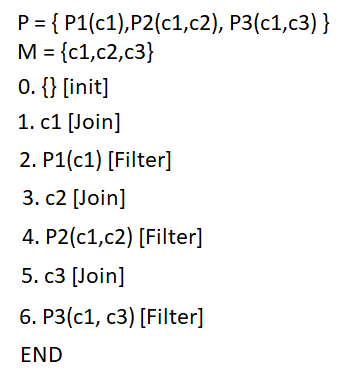 P = { P1(c1),P2(c1,c2), P3(c1,c3) }
M = {c1,c2,c3}
0. {} [init]
1. c1 [Join]
2. P1(c1) [Filter]
3. c2 [Join]
4. P2(c1,c2) [Filter]
5. c3 [Join]
6. P3(c1, c3) [Filter]
END